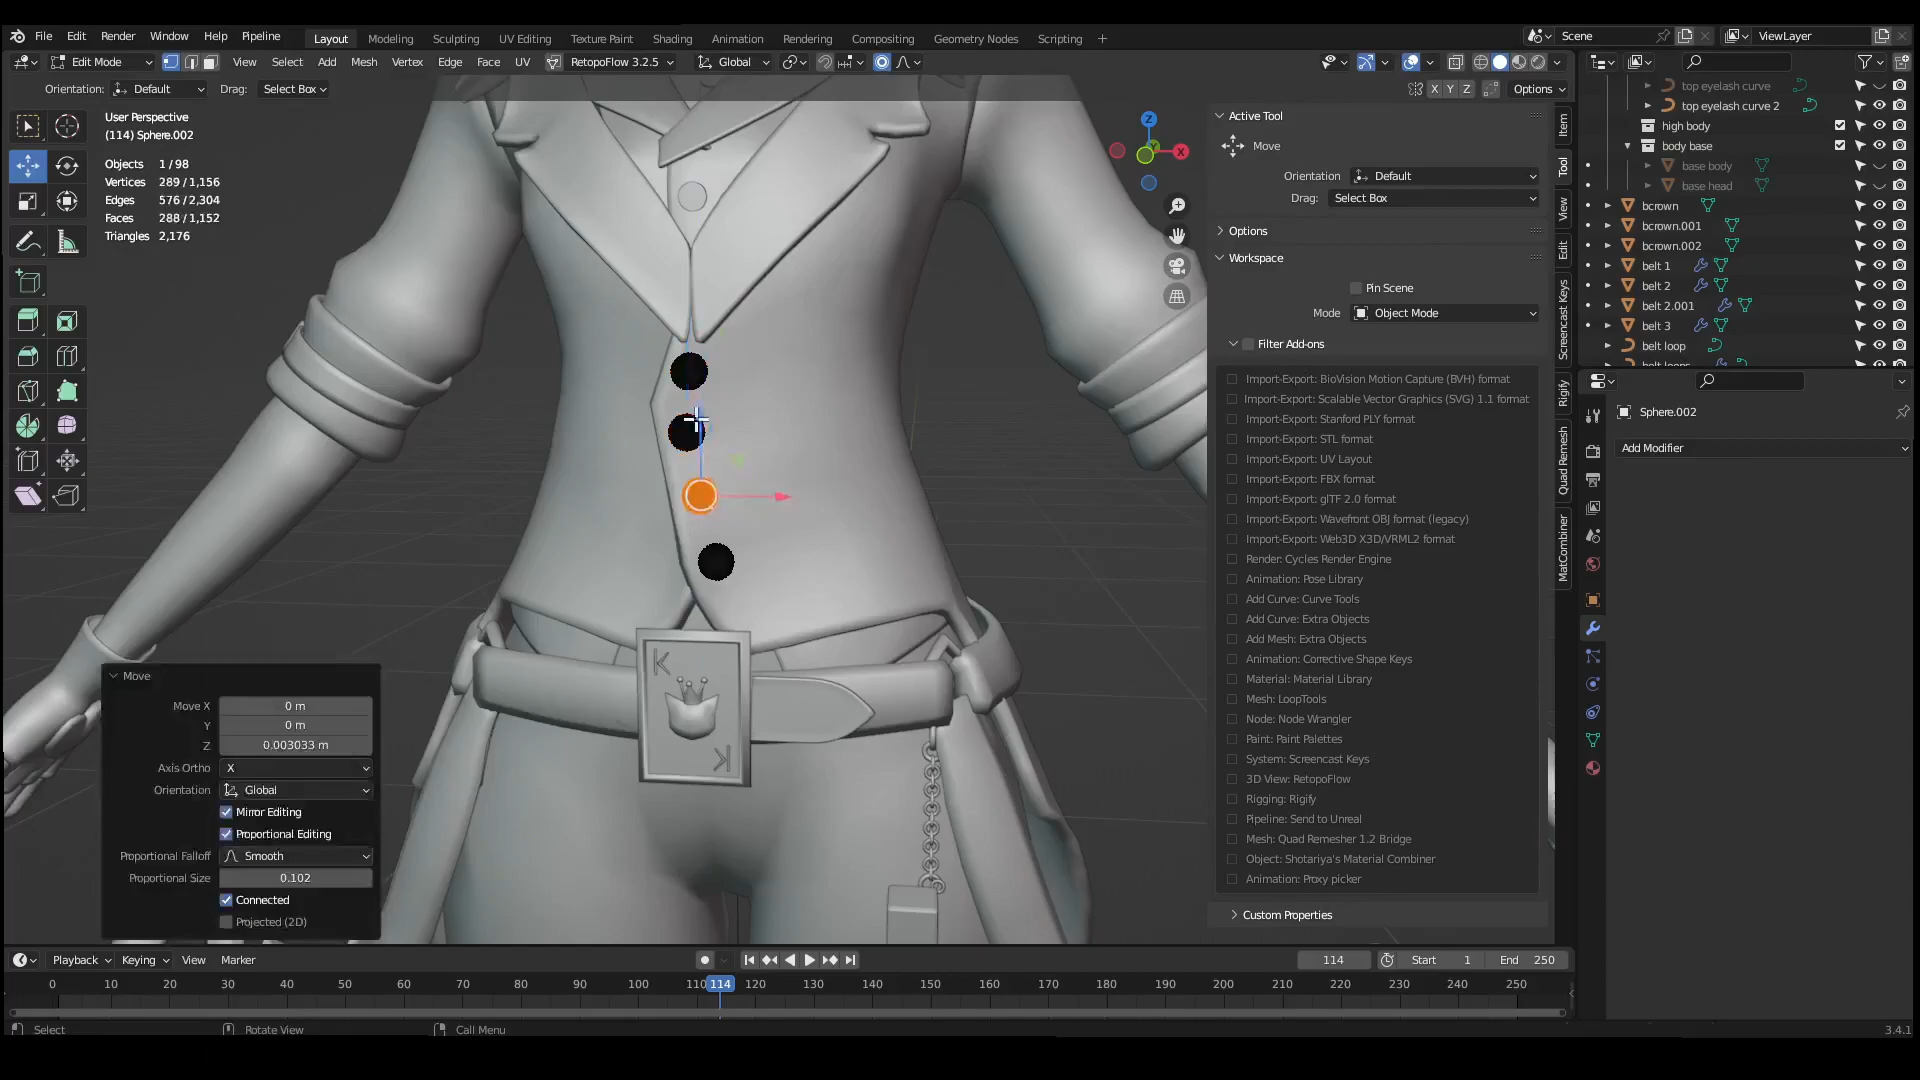 File Edit Render Window Help Pipeline Layout Modeling Sculpting UV Editing Texture Paint Shading Animation Rendering Compositing Geometry Nodes Scripting + Scene ViewLayer
Edit Mode View Select Add Mesh Vertex Edge Face UV RetopoFlow 3.2.5 Global
Orientation: Default Drag: Select Box X Y Z Options
User Perspective
(114) Sphere.002
Objects 1 / 98
Vertices 289 / 1,156
Edges 576 / 2,304
Faces 288 / 1,152
Triangles 2,176
Z
X
K
K
Move
Move X 0 m
Y 0 m
Z 0.003033 m
Axis Ortho X
Orientation Global
Mirror Editing
Proportional Editing
Proportional Falloff Smooth
Proportional Size 0.102
Connected
Projected (2D)
Active Tool
Move
Orientation Default
Drag: Select Box
Options
Workspace
Pin Scene
Mode Object Mode
Filter Add-ons
Import-Export: BioVision Motion Capture (BVH) format
Import-Export: Scalable Vector Graphics (SVG) 1.1 format
Import-Export: Stanford PLY format
Import-Export: STL format
Import-Export: UV Layout
Import-Export: FBX format
Import-Export: glTF 2.0 format
Import-Export: Wavefront OBJ format (legacy)
Import-Export: Web3D X3D/VRML2 format
Render: Cycles Render Engine
Animation: Pose Library
Add Curve: Curve Tools
Add Curve: Extra Objects
Add Mesh: Extra Objects
Animation: Corrective Shape Keys
Material: Material Library
Mesh: LoopTools
Node: Node Wrangler
Paint: Paint Palettes
System: Screencast Keys
3D View: RetopoFlow
Rigging: Rigify
Pipeline: Send to Unreal
Mesh: Quad Remesher 1.2 Bridge
Object: Shotariya's Material Combiner
Animation: Proxy picker
Custom Properties
Item
Tool
View
Edit
Screencast Keys
Rigify
Quad Remesh
MatCombiner
top eyelash curve
top eyelash curve 2
high body
body base
base body
base head
bcrown
bcrown.001
bcrown.002
belt 1
belt 2
belt 2.001
belt 3
belt loop
belt loops
Sphere.002
Add Modifier
Playback Keying View Marker 114 Start 1 End 250
0 10 20 30 40 50 60 70 80 90 100 110 114 120 130 140 150 160 170 180 190 200 210 220 230 240 250
Select Rotate View Call Menu 3.4.1